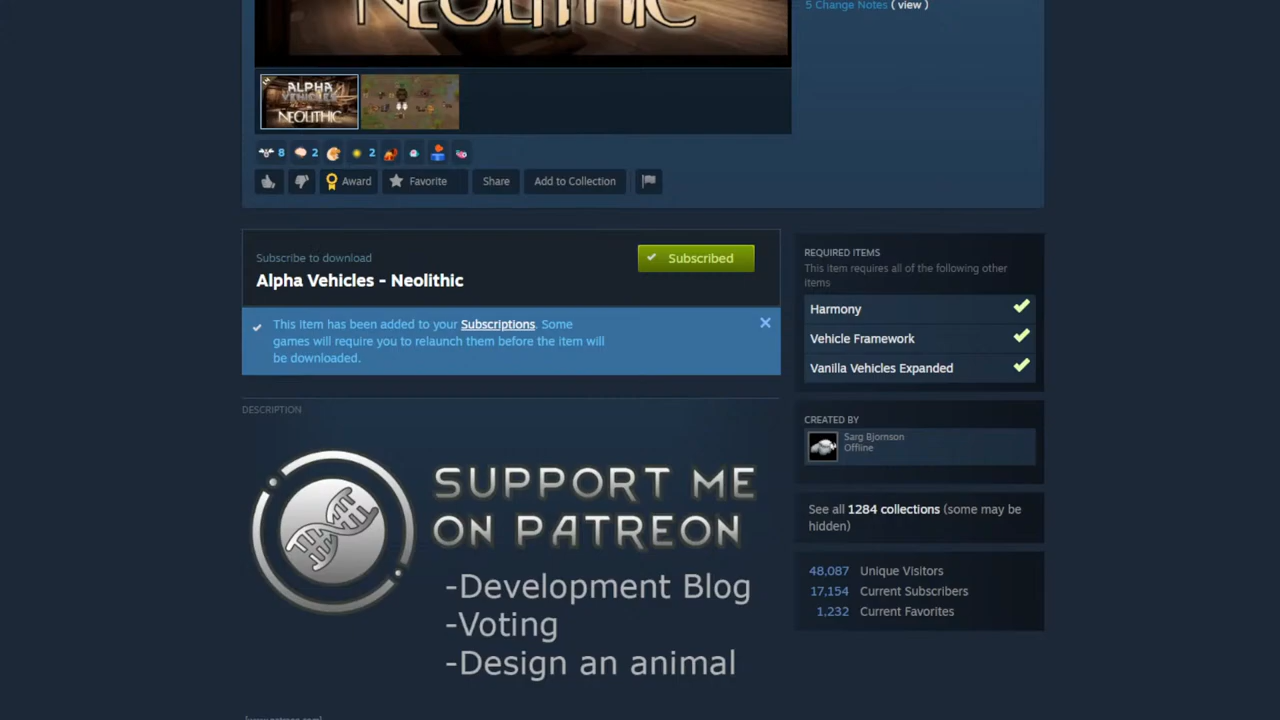 NEOLITHIC
5 Change Notes ( view )
ALPHA
VEHICLES
NEOLITHIC
8 2 2
Award Favorite Share Add to Collection
Subscribe to download
Alpha Vehicles - Neolithic
Subscribed
This item has been added to your Subscriptions. Some
games will require you to relaunch them before the item will
be downloaded.
DESCRIPTION
SUPPORT ME
ON PATREON
-Development Blog
-Voting
-Design an animal
REQUIRED ITEMS
This item requires all of the following other
items
Harmony
Vehicle Framework
Vanilla Vehicles Expanded
CREATED BY
Sarg Bjornson
Offline
See all 1284 collections (some may be
hidden)
48,087 Unique Visitors
17,154 Current Subscribers
1,232 Current Favorites